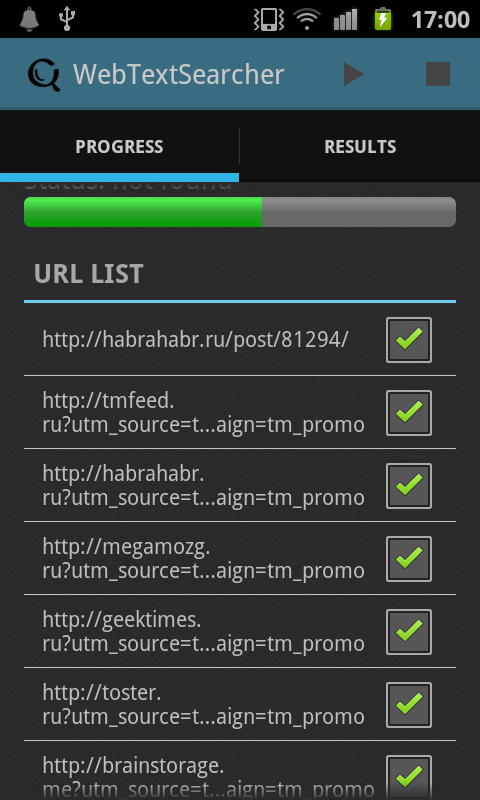 17:00
WebTextSearcher
PROGRESS
RESULTS
Status: not found
URL LIST
http://habrahabr.ru/post/81294/
http://tmfeed.
ru?utm_source=t...aign=tm_promo
http://habrahabr.
ru?utm_source=t...aign=tm_promo
http://megamozg.
ru?utm_source=t...aign=tm_promo
http://geektimes.
ru?utm_source=t...aign=tm_promo
http://toster.
ru?utm_source=t...aign=tm_promo
http://brainstorage.
me?utm_source=t...aign=tm_promo